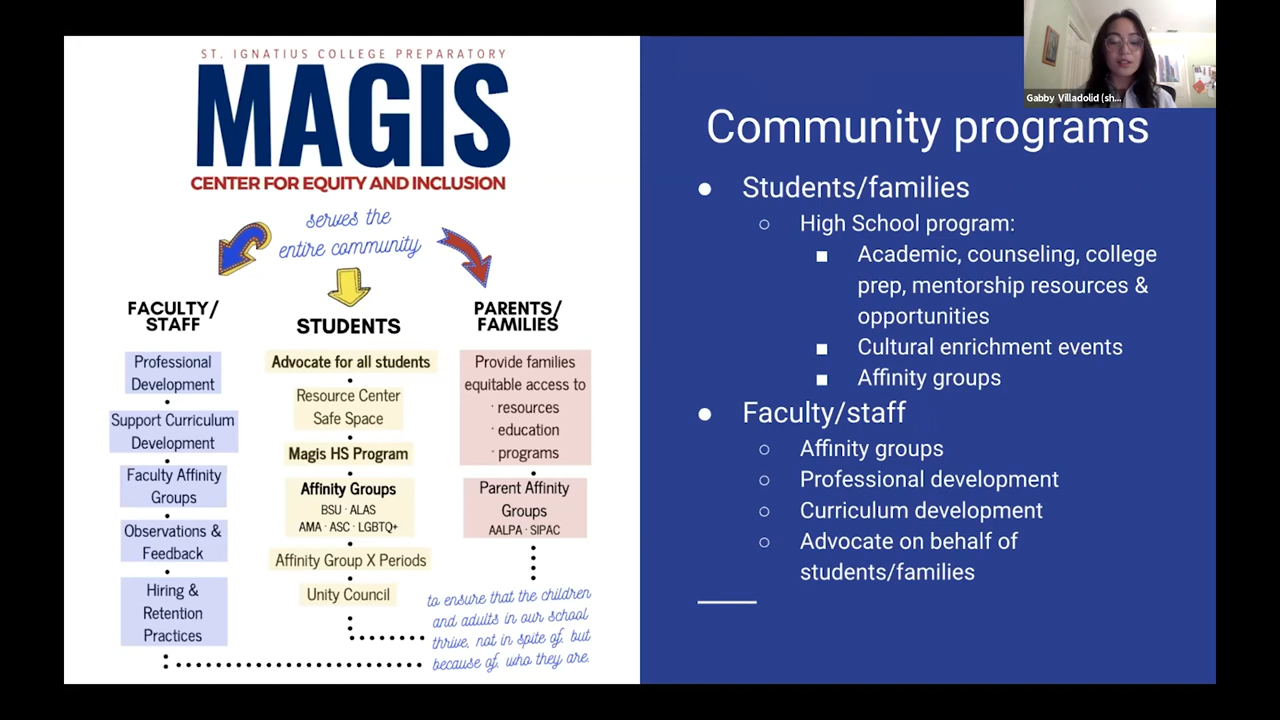 ST. IGNATIUS COLLEGE PREPARATORY
MAGIS
CENTER FOR EQUITY AND INCLUSION
serves the
entire community
FACULTY/
STAFF
Professional
Development
Support Curriculum
Development
Faculty Affinity
Groups
Observations &
Feedback
Hiring &
Retention
Practices
STUDENTS
Advocate for all students
Resource Center
Safe Space
Magis HS Program
Affinity Groups
BSU · ALAS
AMA · ASC · LGBTQ+
Affinity Group X Periods
Unity Council
PARENTS/
FAMILIES
Provide families
equitable access to
· resources
· education
· programs
Parent Affinity
Groups
AALPA · SIPAC
to ensure that the children
and adults in our school
thrive, not in spite of, but
because of, who they are.
Gabby Villadolid (sh...
Community programs
● Students/families
○ High School program:
■ Academic, counseling, college
prep, mentorship resources &
opportunities
■ Cultural enrichment events
■ Affinity groups
● Faculty/staff
○ Affinity groups
○ Professional development
○ Curriculum development
○ Advocate on behalf of
students/families